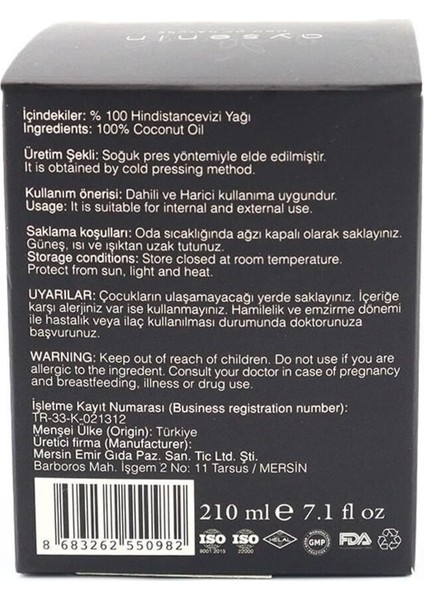 aysenin
İçindekiler: % 100 Hindistancevizi Yağı
Ingredients: 100% Coconut Oil
Üretim Şekli: Soğuk pres yöntemiyle elde edilmiştir.
It is obtained by cold pressing method.
Kullanım önerisi: Dahili ve Harici kullanıma uygundur.
Usage: It is suitable for internal and external use.
Saklama koşulları: Oda sıcaklığında ağzı kapalı olarak saklayınız.
Güneş, ısı ve ışıktan uzak tutunuz.
Storage conditions: Store closed at room temperature.
Protect from sun, light and heat.
UYARILAR: Çocukların ulaşamayacağı yerde saklayınız. İçeriğe
karşı alerjiniz var ise kullanmayınız. Hamilelik ve emzirme dönemi
ile hastalık veya ilaç kullanılması durumunda doktorunuza
başvurunuz.
WARNING: Keep out of reach of children. Do not use if you are
allergic to the ingredent. Consult your doctor in case of pregnancy
and breastfeeding, illness or drug use.
İşletme Kayıt Numarası (Business registration number):
TR-33-K-021312
Menşei Ülke (Origin): Türkiye
Üretici firma (Manufacturer):
Mersin Emir Gıda Paz. San. Tic Ltd. Şti.
Barboros Mah. İşgem 2 No: 11 Tarsus / MERSİN
210 ml e 7.1 fl oz
8 683262 550982
ISO 9001:2015 ISO 22000 HELAL GMP FDA